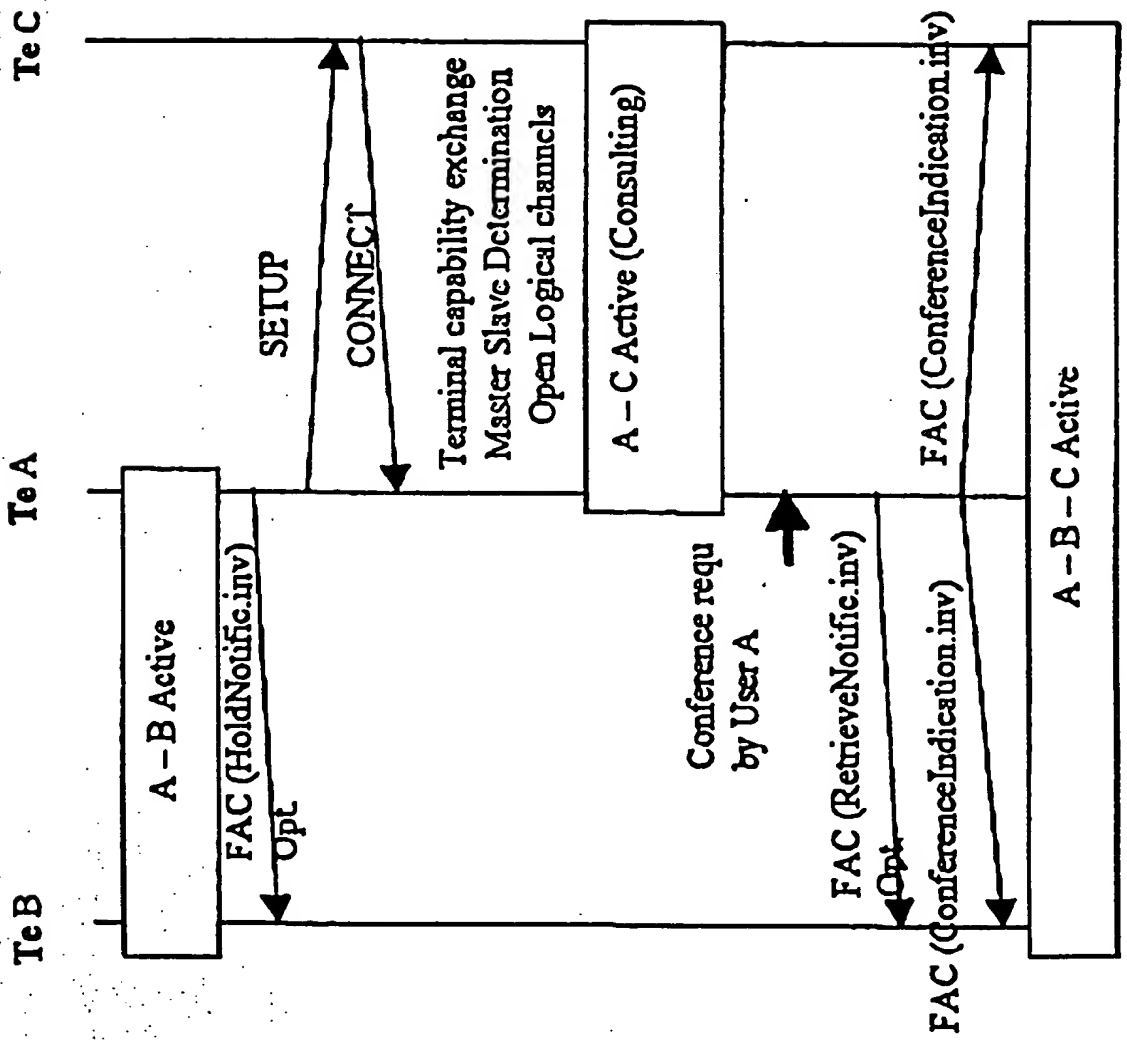 Te B
Te A
Te C
A-B Active
FAC (HoldNotific.inv)
Opt
SETUP
CONNECT
Terminal capability exchange
Master Slave Determination
Open Logical channels
A-C Active (Consulting)
Conference requ
by User A
FAC (RetrieveNotific.inv)
Opt.
FAC (ConferenceIndication.inv)
FAC (ConferenceIndication.inv)
A-B-C Active